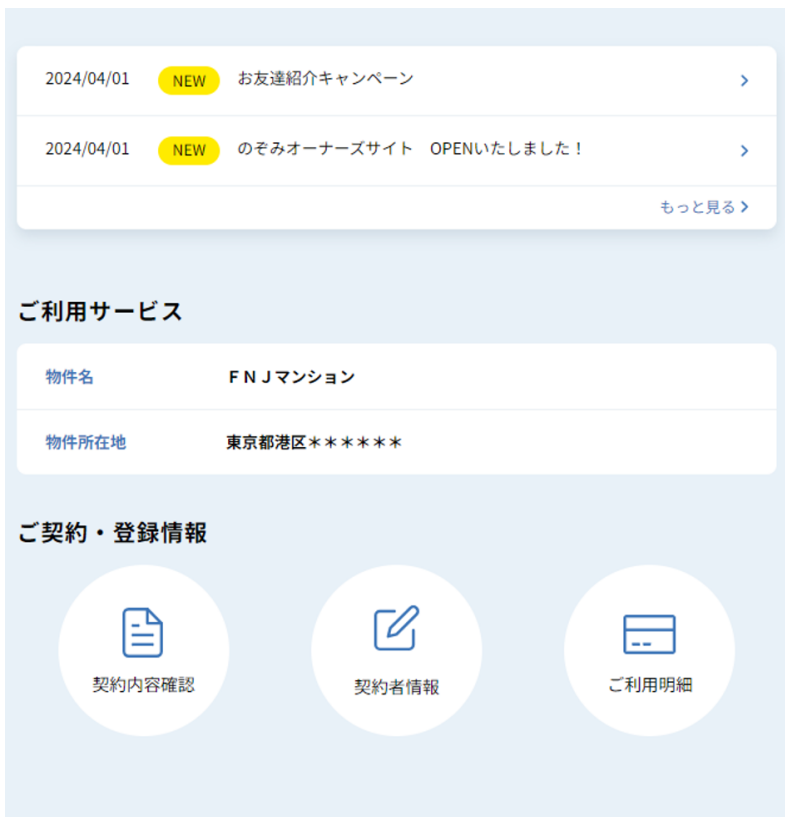 2024/04/01 NEW お友達紹介キャンペーン
2024/04/01 NEW のぞみオーナーズサイト　OPENいたしました！
もっと見る
ご利用サービス
物件名 ＦＮＪマンション
物件所在地 東京都港区＊＊＊＊＊＊
ご契約・登録情報
契約内容確認 契約者情報 ご利用明細